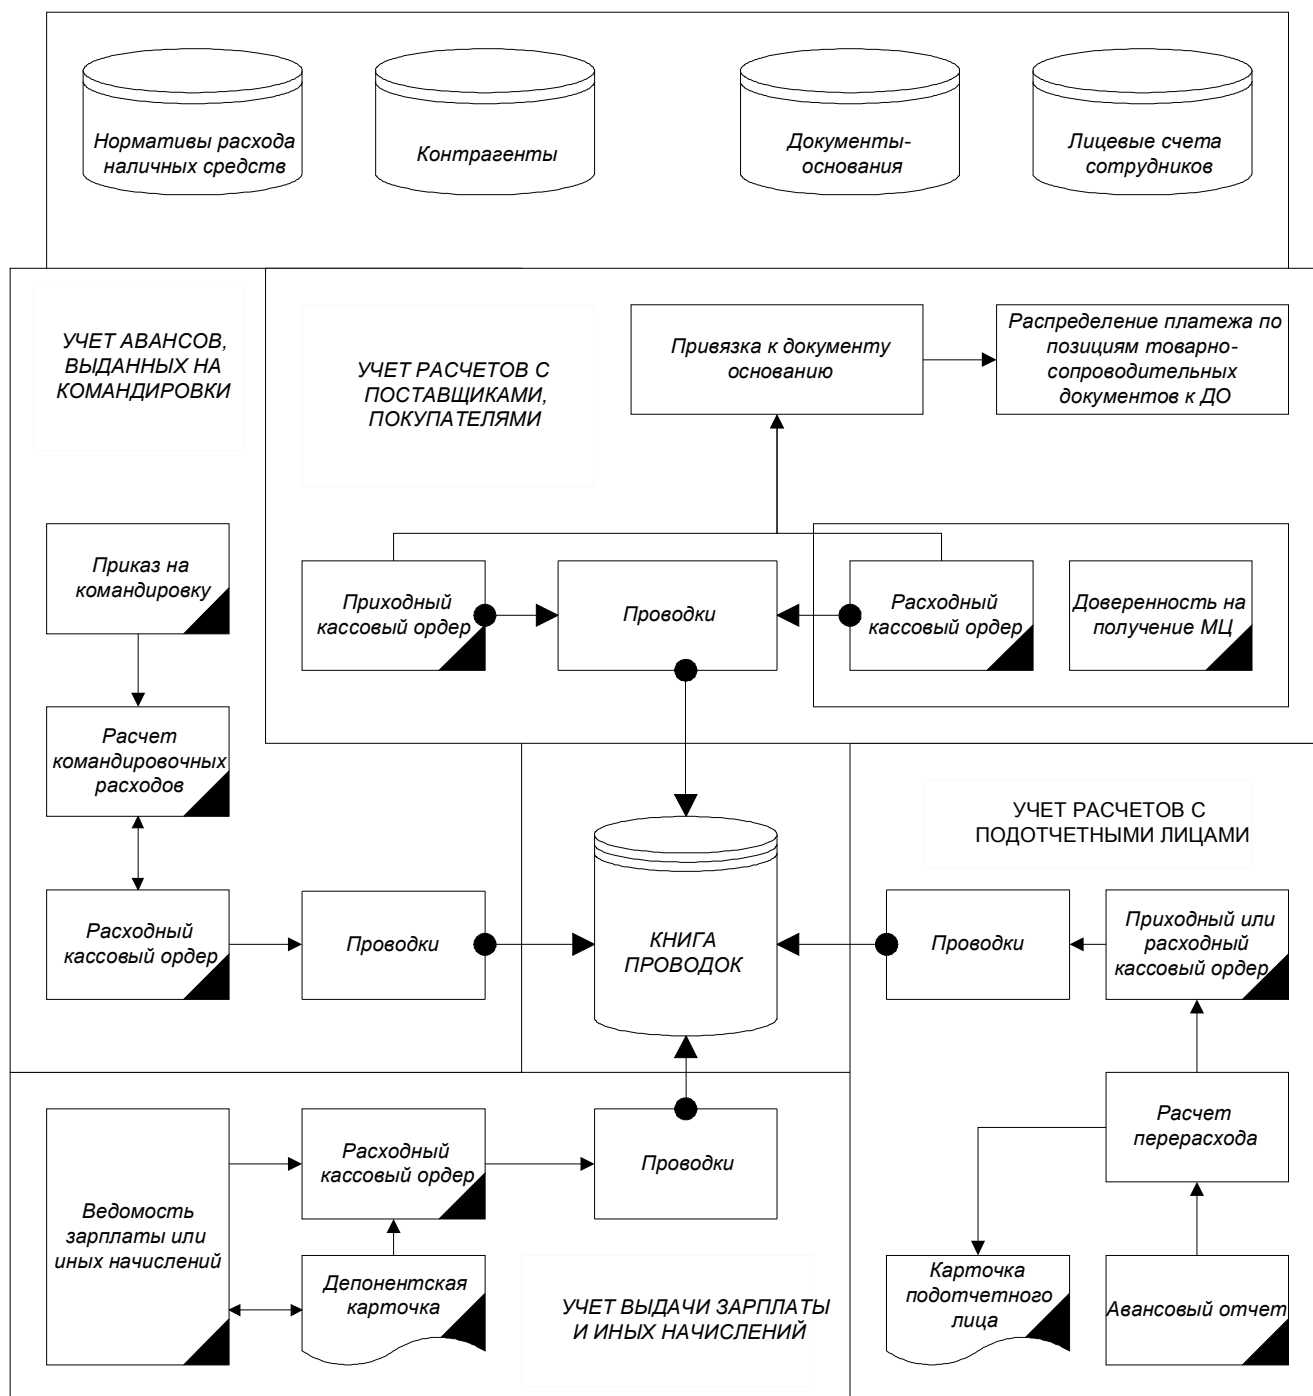 Нормативы расхода
наличных средств
Контрагенты
Документы-
основания
Лицевые счета
сотрудников
УЧЕТ АВАНСОВ,
ВЫДАННЫХ НА
КОМАНДИРОВКИ
УЧЕТ РАСЧЕТОВ С
ПОСТАВЩИКАМИ,
ПОКУПАТЕЛЯМИ
Привязка к документу
основанию
Распределение платежа по
позициям товарно-
сопроводительных
документов к ДО
Приказ на
командировку
Приходный
кассовый ордер
Проводки
Расходный
кассовый ордер
Доверенность на
получение МЦ
Расчет
командировочных
расходов
УЧЕТ РАСЧЕТОВ С
ПОДОТЧЕТНЫМИ ЛИЦАМИ
Расходный
кассовый ордер
Проводки
КНИГА
ПРОВОДОК
Проводки
Приходный или
расходный
кассовый ордер
Ведомость
зарплаты или
иных начислений
Расходный
кассовый ордер
Проводки
Расчет
перерасхода
Депонентская
карточка
УЧЕТ ВЫДАЧИ ЗАРПЛАТЫ
И ИНЫХ НАЧИСЛЕНИЙ
Карточка
подотчетного
лица
Авансовый отчет